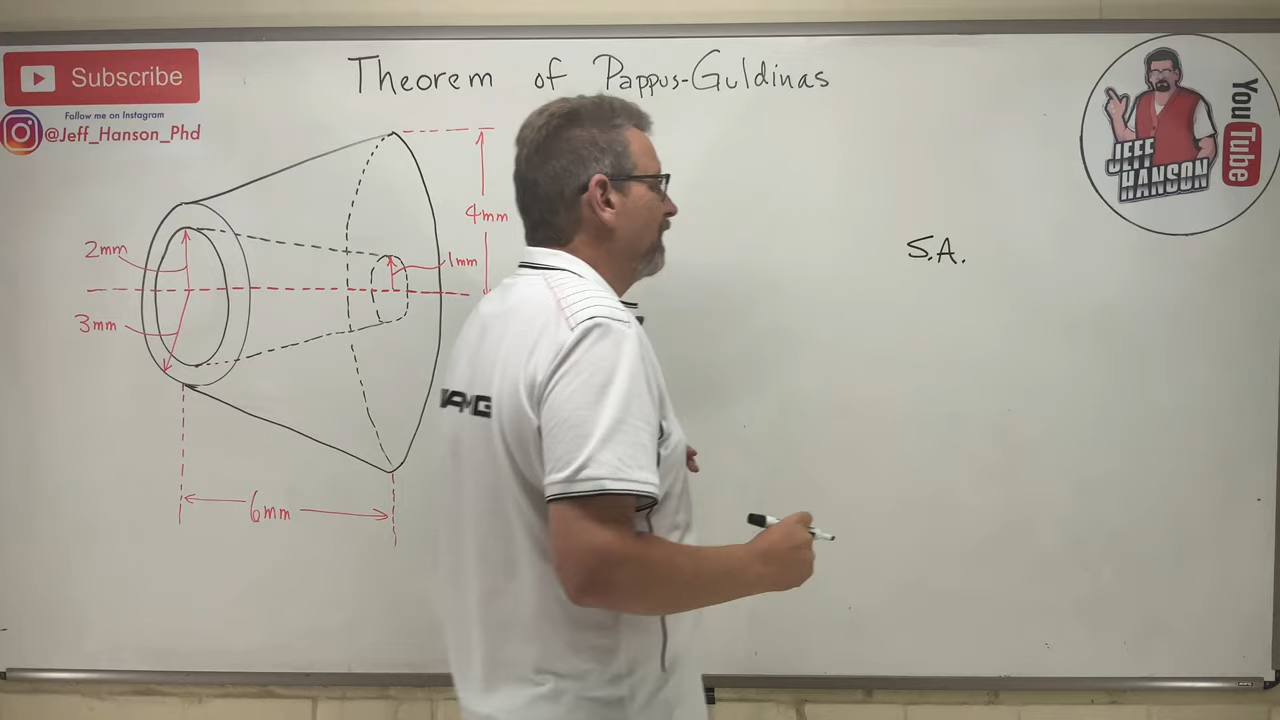 Theorem of Pappus-Guldinas
Subscribe
Follow me on Instagram
@Jeff_Hanson_Phd
YouTube
JEFF
HANSON
4mm
2mm
1mm
3mm
6mm
S.A.